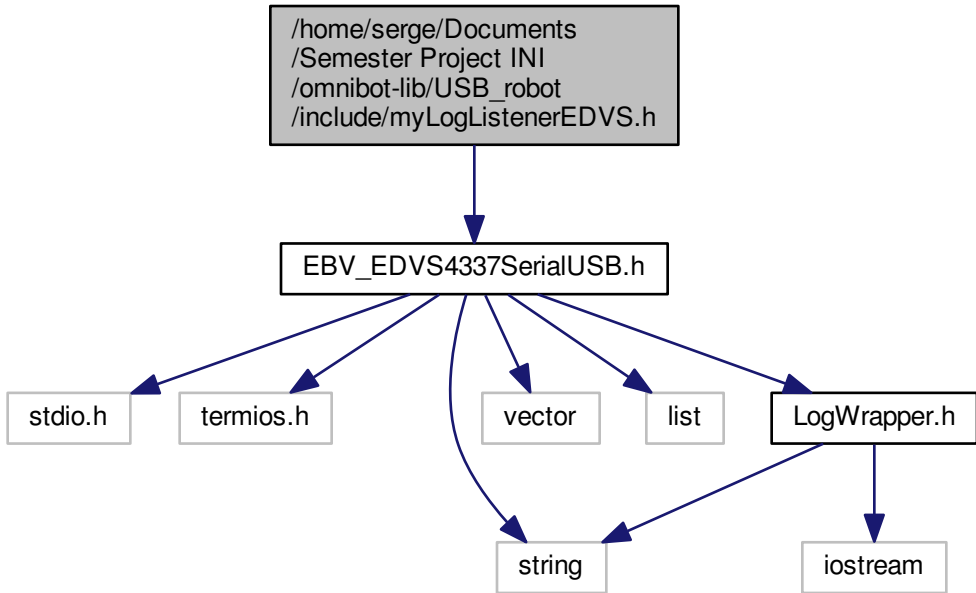 /home/serge/Documents
/Semester Project INI
/omnibot-lib/USB_robot
/include/myLogListenerEDVS.h
EBV_EDVS4337SerialUSB.h
stdio.h
termios.h
vector
list
LogWrapper.h
string
iostream